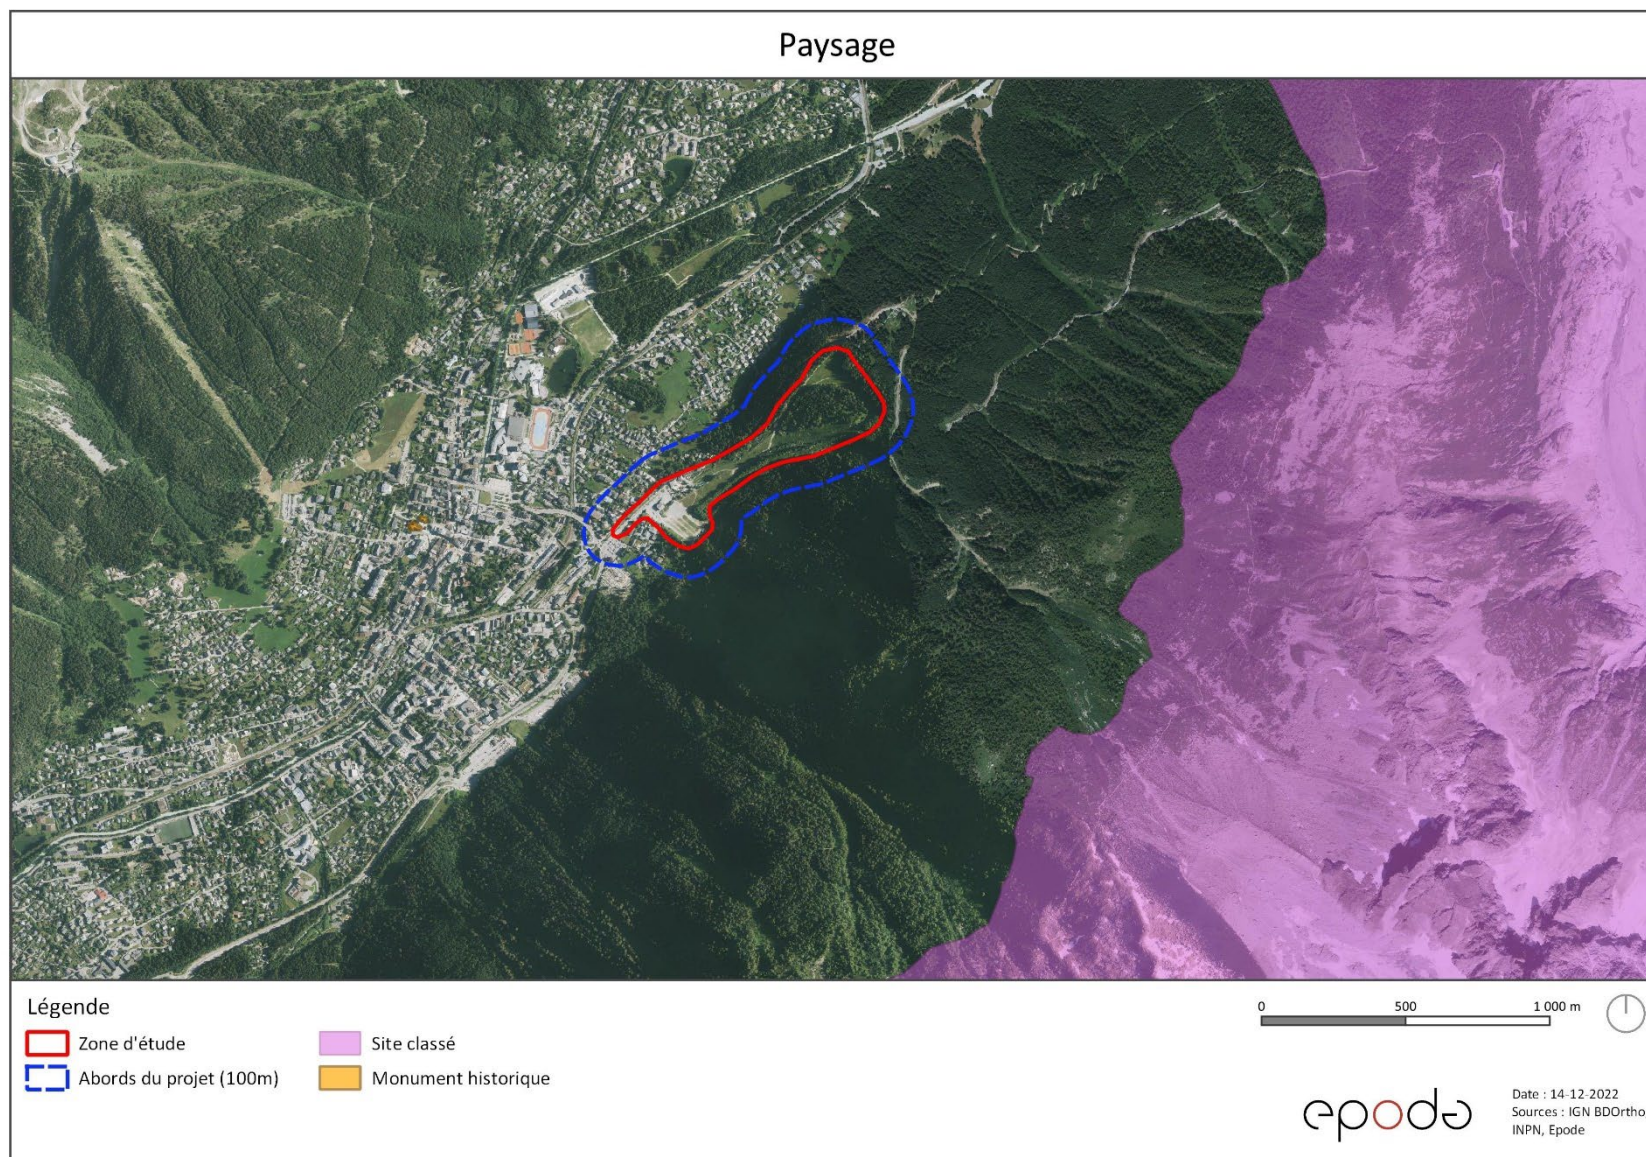 Paysage
Légende
Zone d'étude
Abords du projet (100m)
Site classé
Monument historique
0 500 1 000 m
epode
Date : 14-12-2022
Sources : IGN BDOrtho
INPN, Epode